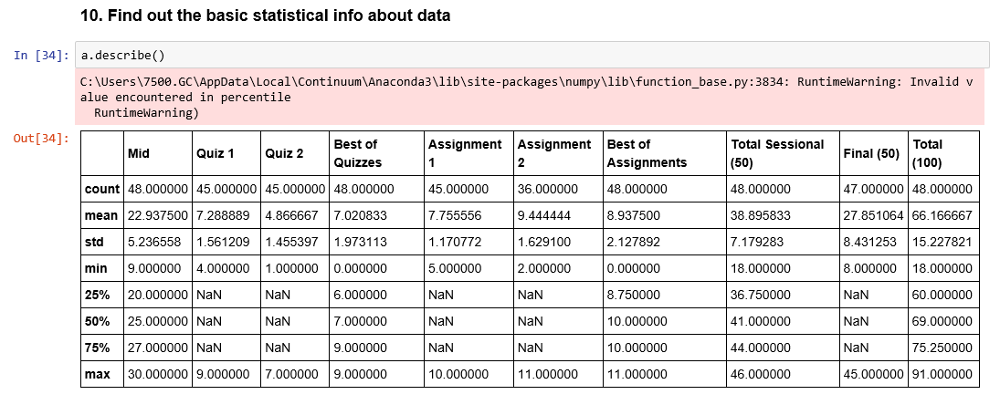 10. Find out the basic statistical info about data
In [34]: a.describe()
C:\Users\7500.GC\AppData\Local\Continuum\Anaconda3\lib\site-packages\numpy\lib\function_base.py:3834: RuntimeWarning: Invalid v
alue encountered in percentile
RuntimeWarning)
Out[34]:
Mid Quiz 1 Quiz 2 Best of Quizzes Assignment 1 Assignment 2 Best of Assignments Total Sessional (50) Final (50) Total (100)
count 48.000000 45.000000 45.000000 48.000000 45.000000 36.000000 48.000000 48.000000 47.000000 48.000000
mean 22.937500 7.288889 4.866667 7.020833 7.755556 9.444444 8.937500 38.895833 27.851064 66.166667
std 5.236558 1.561209 1.455397 1.973113 1.170772 1.629100 2.127892 7.179283 8.431253 15.227821
min 9.000000 4.000000 1.000000 0.000000 5.000000 2.000000 0.000000 18.000000 8.000000 18.000000
25% 20.000000 NaN NaN 6.000000 NaN NaN 8.750000 36.750000 NaN 60.000000
50% 25.000000 NaN NaN 7.000000 NaN NaN 10.000000 41.000000 NaN 69.000000
75% 27.000000 NaN NaN 9.000000 NaN NaN 10.000000 44.000000 NaN 75.250000
max 30.000000 9.000000 7.000000 9.000000 10.000000 11.000000 11.000000 46.000000 45.000000 91.000000